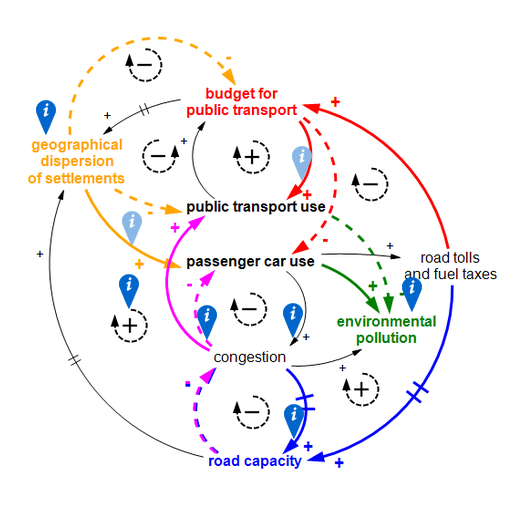 budget for
public transport
geographical
dispersion
of settlements
public transport use
passenger car use
road tolls
and fuel taxes
environmental
pollution
congestion
road capacity